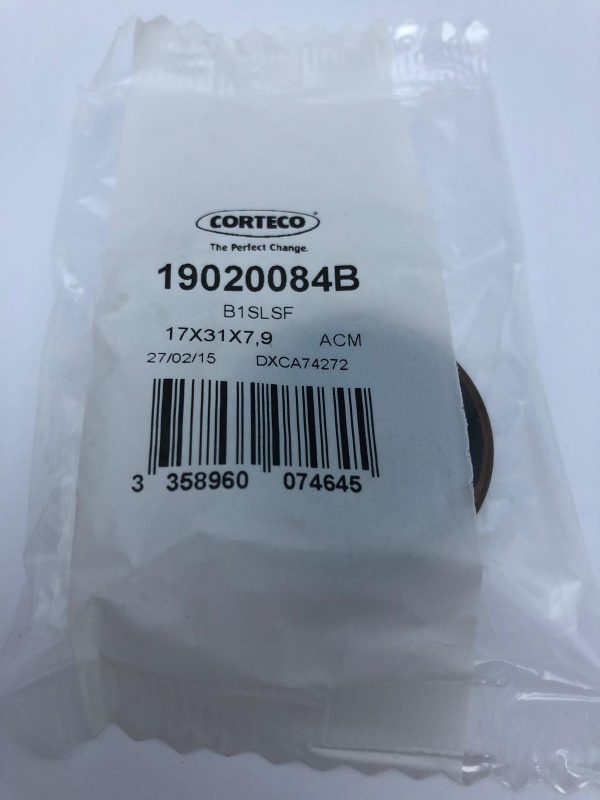 CORTECO
The Perfect Change.
19020084B
B1SLSF
17X31X7,9 ACM
27/02/15 DXCA74272
3 358960 074645